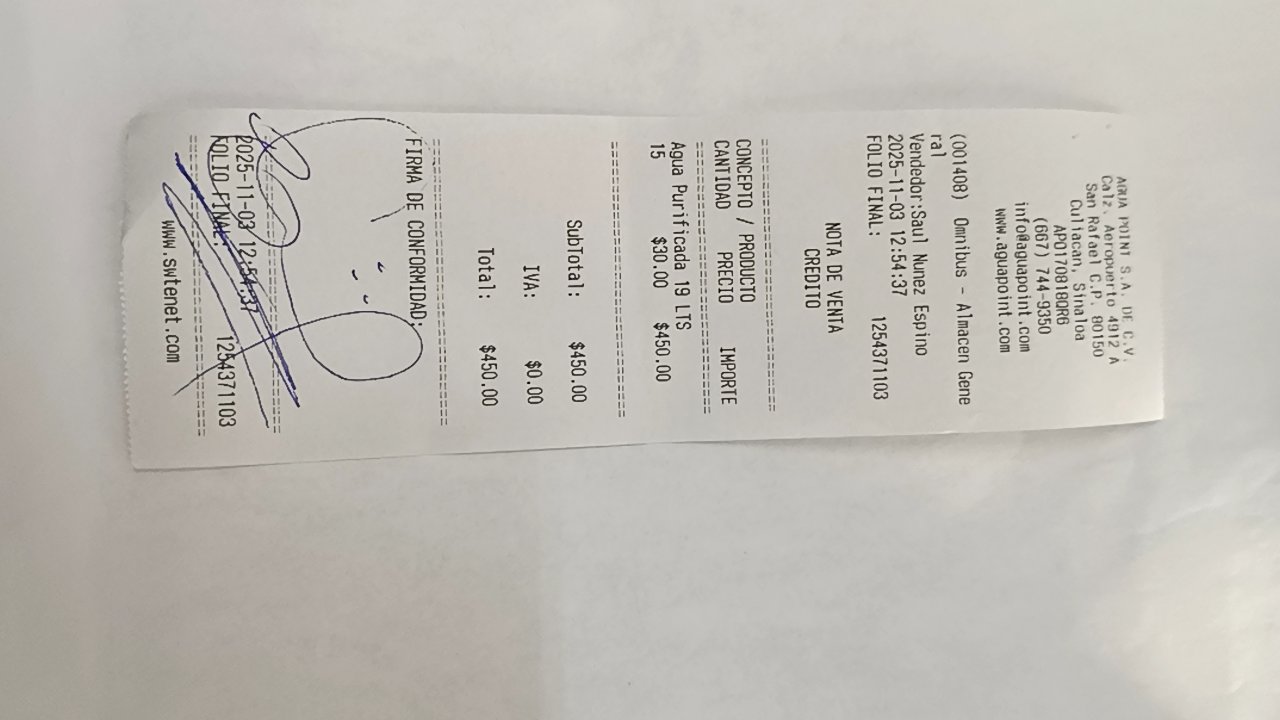 AGUA POINT S.A. DE C.V.
Calz. Aeropuerto 4912 A
San Rafael C.P. 80150
Culiacan, Sinaloa
APO170818QR6
(667) 744-9350
info@aguapoint.com
www.aguapoint.com
(001408) Omnibus - Almacen Gene
ral
Vendedor:Saul Nunez Espino
2025-11-03 12:54:37
FOLIO FINAL: 1254371103
NOTA DE VENTA
CREDITO
===============================
CONCEPTO / PRODUCTO
CANTIDAD PRECIO IMPORTE
===============================
Agua Purificada 19 LTS
15 $30.00 $450.00
===============================
SubTotal: $450.00
IVA: $0.00
Total: $450.00
===============================
FIRMA DE CONFORMIDAD:
===============================
2025-11-03 12:54:37
FOLIO FINAL: 1254371103
===============================
www.swtenet.com